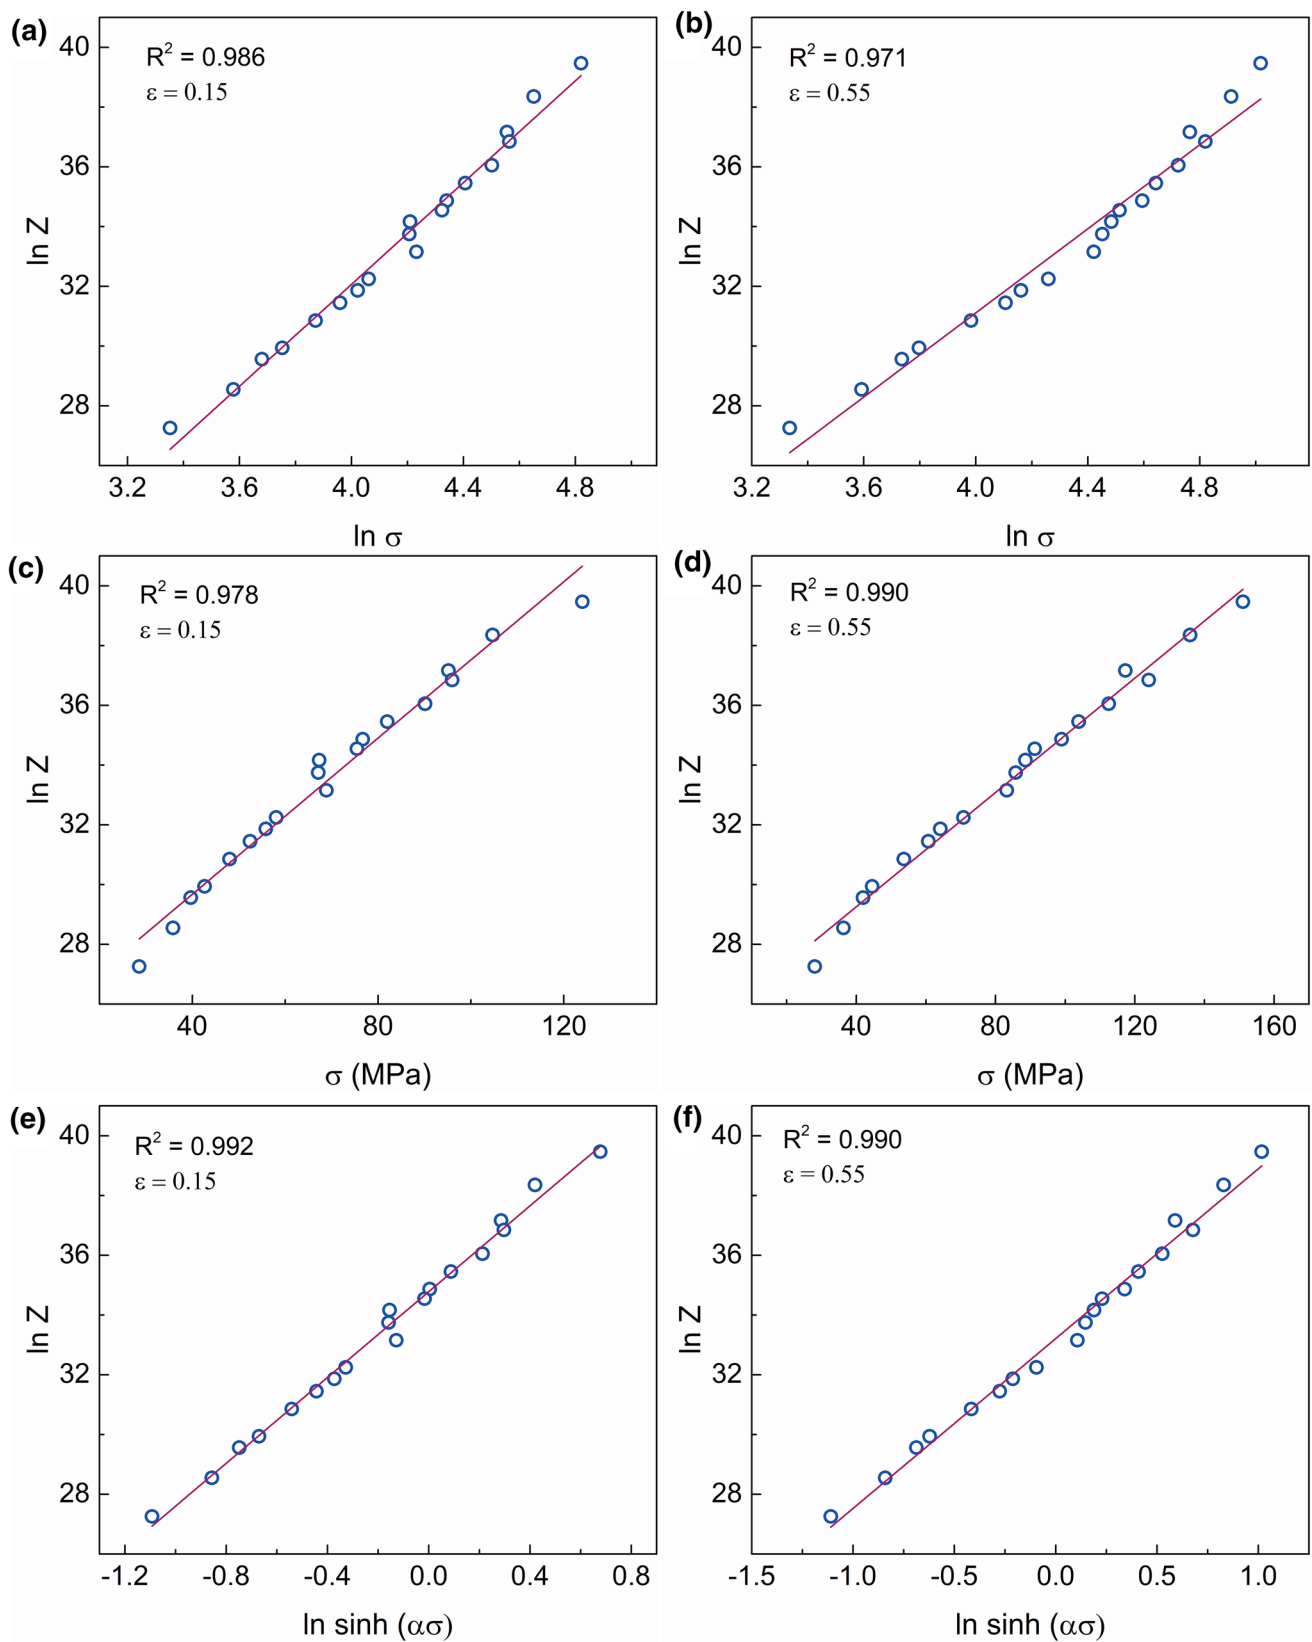 (a)
R² = 0.986
ε = 0.15
40
36
32
28
ln Z
3.2 3.6 4.0 4.4 4.8
ln σ
(b)
R² = 0.971
ε = 0.55
40
36
32
28
ln Z
3.2 3.6 4.0 4.4 4.8
ln σ
(c)
R² = 0.978
ε = 0.15
40
36
32
28
ln Z
40 80 120
σ (MPa)
(d)
R² = 0.990
ε = 0.55
40
36
32
28
ln Z
40 80 120 160
σ (MPa)
(e)
R² = 0.992
ε = 0.15
40
36
32
28
ln Z
-1.2 -0.8 -0.4 0.0 0.4 0.8
ln sinh (ασ)
(f)
R² = 0.990
ε = 0.55
40
36
32
28
ln Z
-1.5 -1.0 -0.5 0.0 0.5 1.0
ln sinh (ασ)